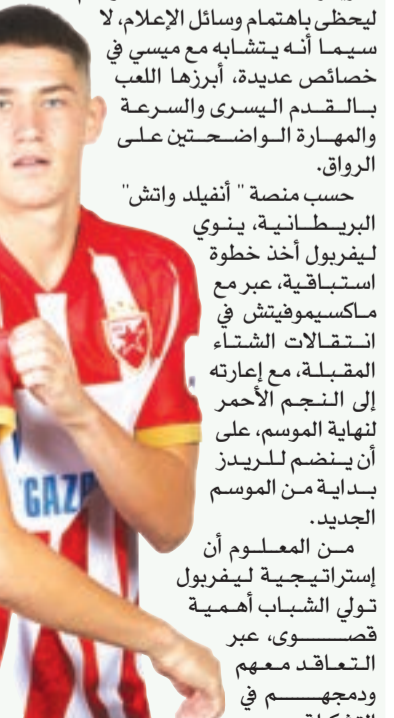 ليحظى باهتمام وسائل الإعلام، لا
سيما أنه يتشابه مع ميسي في
خصائص عديدة، أبرزها اللعب
بالقدم اليسرى والسرعة
والمهارة الواضحتين على
الرواق.
حسب منصة "أنفيلد واتش"
البريطانية، ينوي
ليفربول أخذ خطوة
استباقية، عبر مع
ماكسيموفيتش في
انتقالات الشتاء
المقبلة، مع إعارته
إلى النجم الأحمر
لنهاية الموسم، على
أن ينضم للريدز
بداية من الموسم
الجديد.
من المعلوم أن
إستراتيجية ليفربول
تولي الشباب أهمية
قصوى، عبر
التعاقد معهم
ودمجهم في
GAZP